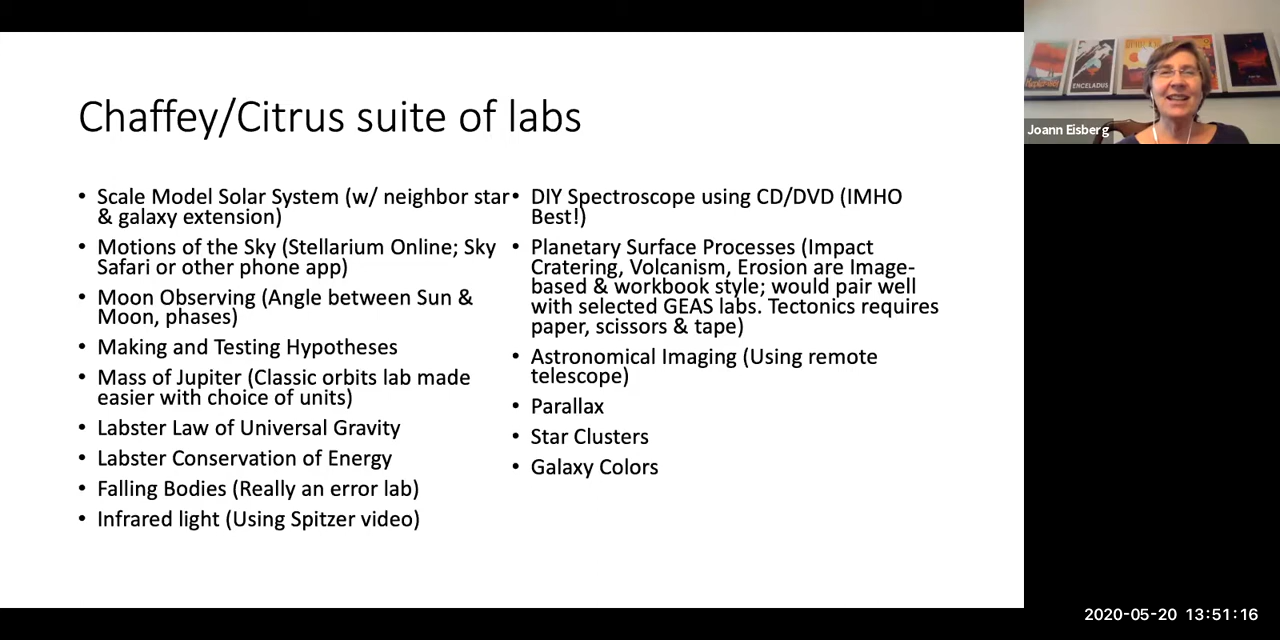 Chaffey/Citrus suite of labs
• Scale Model Solar System (w/ neighbor star
& galaxy extension)
• Motions of the Sky (Stellarium Online; Sky
Safari or other phone app)
• Moon Observing (Angle between Sun &
Moon, phases)
• Making and Testing Hypotheses
• Mass of Jupiter (Classic orbits lab made
easier with choice of units)
• Labster Law of Universal Gravity
• Labster Conservation of Energy
• Falling Bodies (Really an error lab)
• Infrared light (Using Spitzer video)
• DIY Spectroscope using CD/DVD (IMHO
Best!)
• Planetary Surface Processes (Impact
Cratering, Volcanism, Erosion are Image-
based & workbook style; would pair well
with selected GEAS labs. Tectonics requires
paper, scissors & tape)
• Astronomical Imaging (Using remote
telescope)
• Parallax
• Star Clusters
• Galaxy Colors
ENCELADUS
Joann Eisberg
2020-05-20 13:51:16